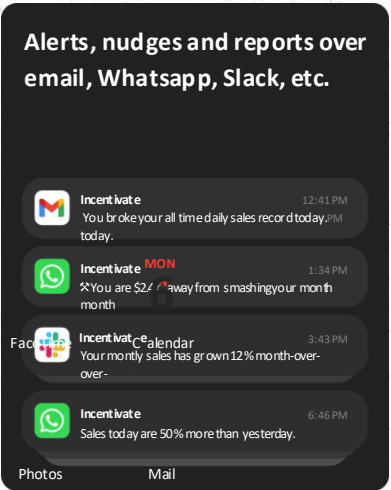 Alerts, nudges and reports over
email, Whatsapp, Slack, etc.
Incentivate 12:41 PM
You broke your all time daily sales record today. PM
today.
Incentivate MON 1:34 PM
You are away from smashing your month
month
6
Incentivate 3:43 PM
Calendar
Your montly sales has grown 12% month-over-
over-
Incentivate 6:46 PM
Sales today are 50% more than yesterday.
Photos Mail